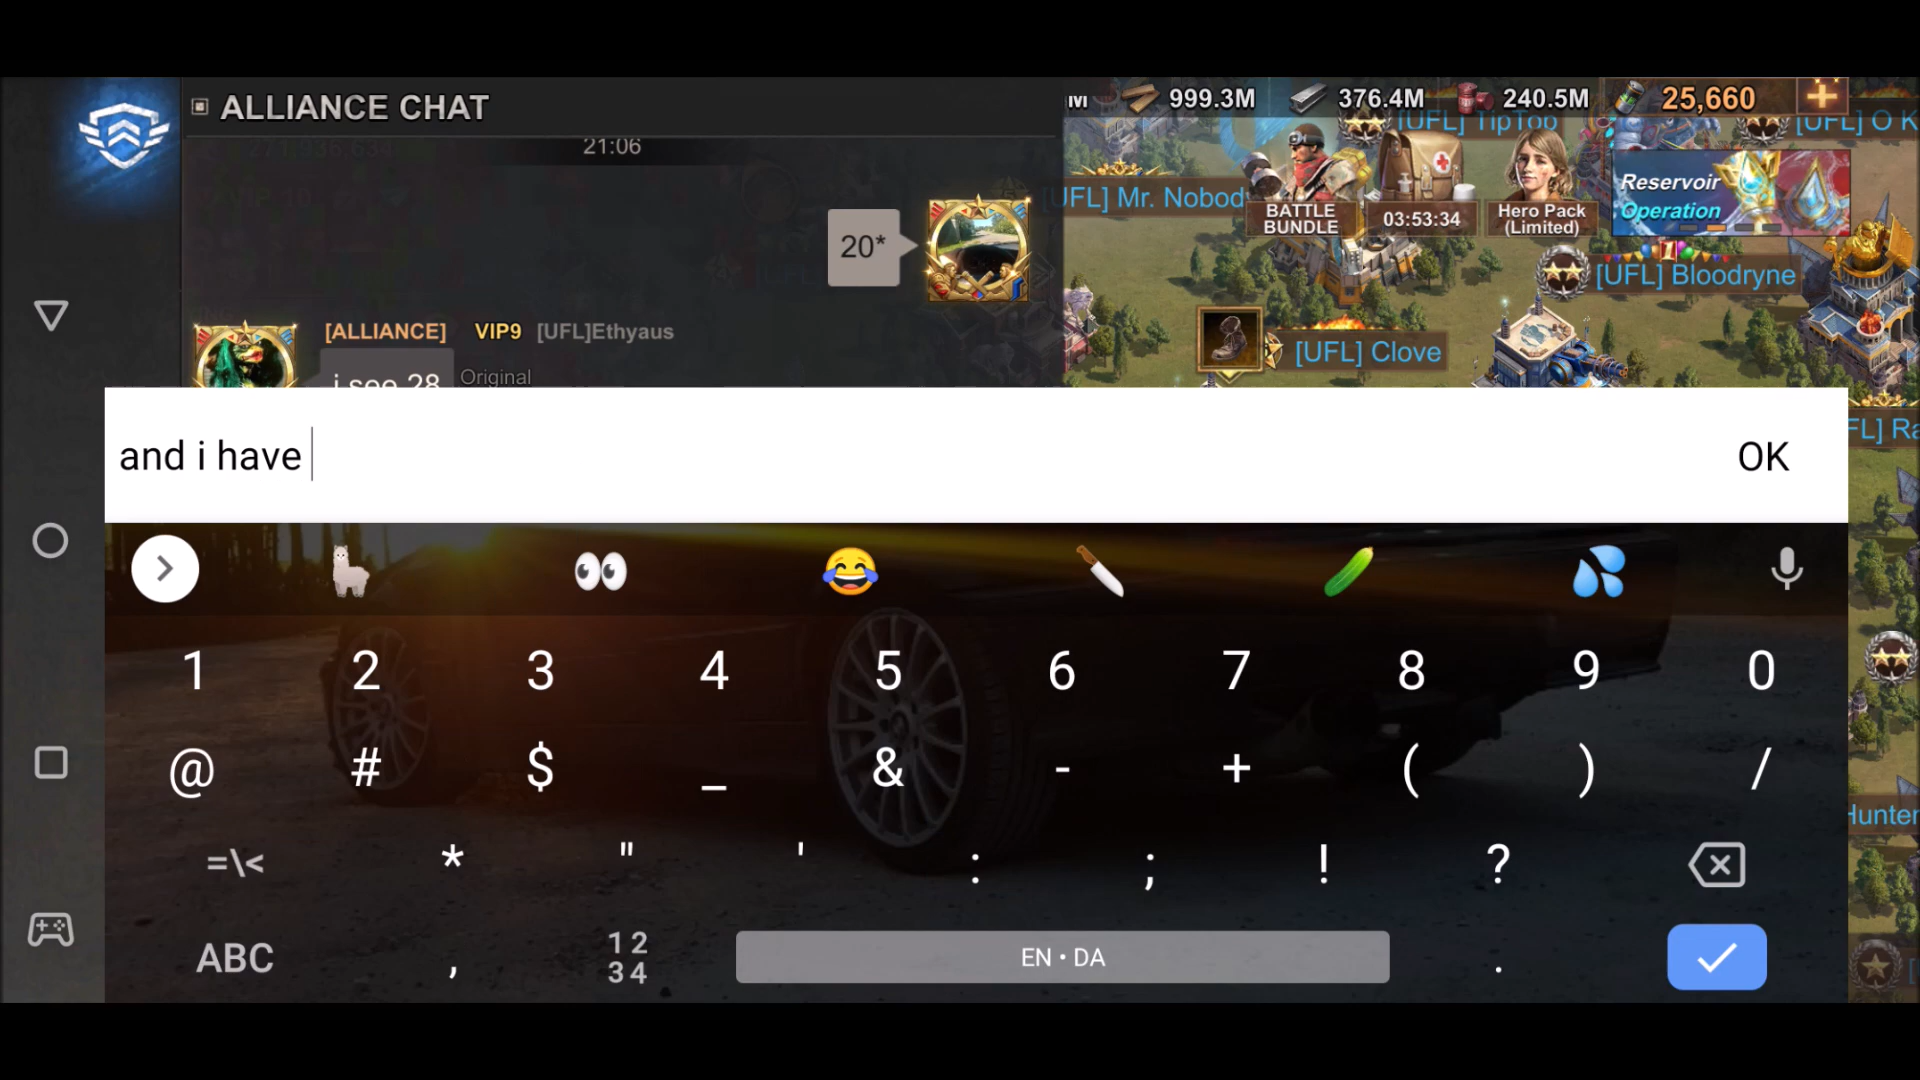 ALLIANCE CHAT
21:06
20*
[ALLIANCE] VIP9 [UFL]Ethyaus
i see 28 Original
M 999.3M 376.4M 240.5M 25,660
[UFL] TipToo
[UFL] O K
[UFL] Mr. Nobod
BATTLE
BUNDLE
03:53:34
Hero Pack
(Limited)
Reservoir
Operation
[UFL] Bloodryne
[UFL] Clove
FL] Ra
Hunter
and i have
OK
1 2 3 4 5 6 7 8 9 0
@ # $ _ & - + ( ) /
=\< * " ' : ; ! ?
ABC , 12
34 EN • DA .